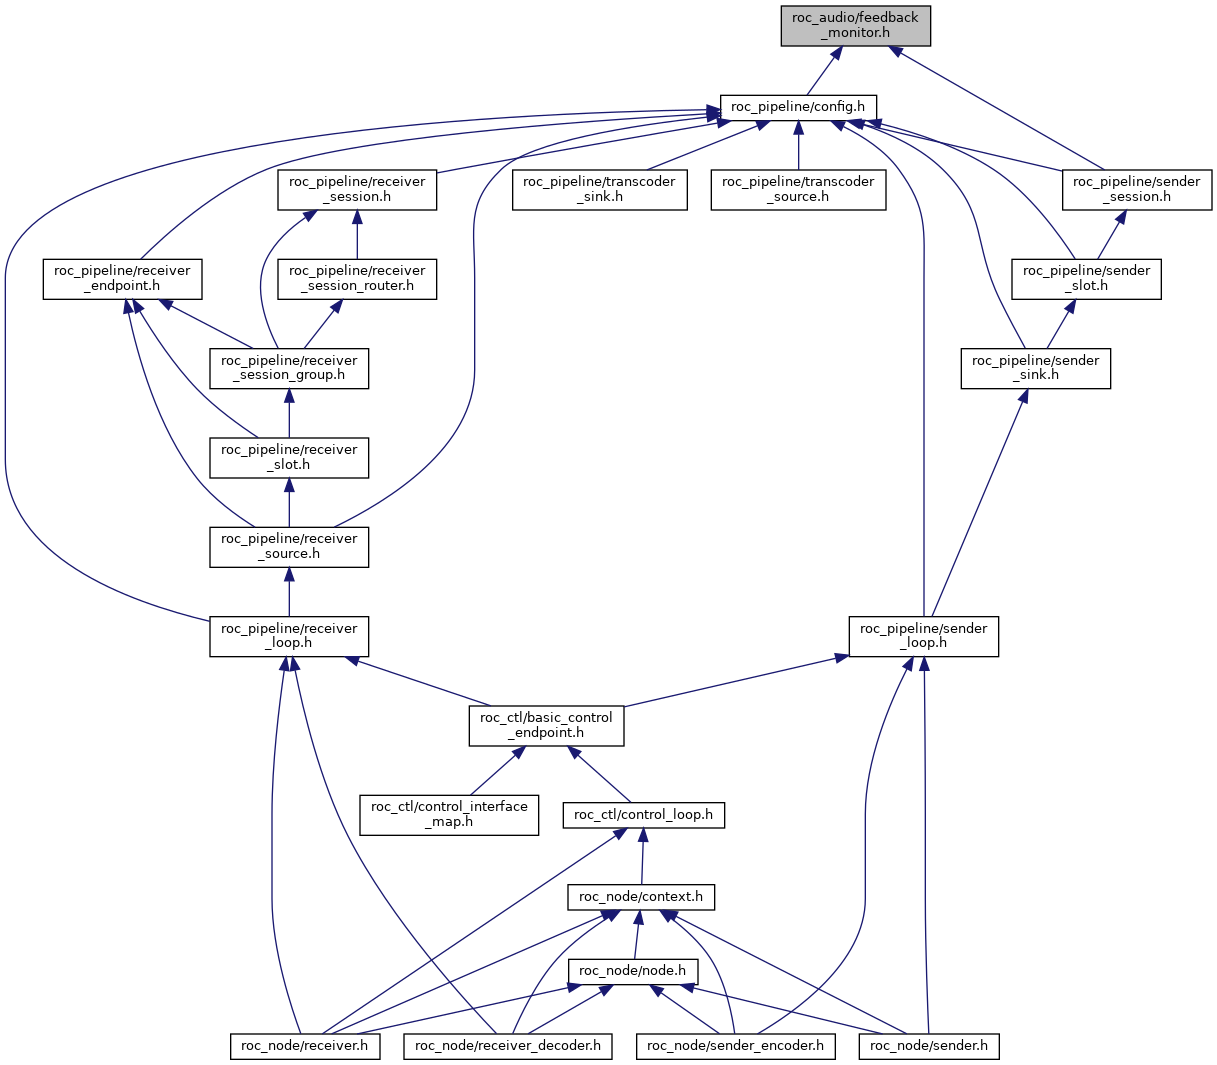 roc_audio/feedback
_monitor.h
roc_pipeline/config.h
roc_pipeline/receiver
_session.h
roc_pipeline/transcoder
_sink.h
roc_pipeline/transcoder
_source.h
roc_pipeline/sender
_session.h
roc_pipeline/receiver
_endpoint.h
roc_pipeline/receiver
_session_router.h
roc_pipeline/sender
_slot.h
roc_pipeline/receiver
_session_group.h
roc_pipeline/sender
_sink.h
roc_pipeline/receiver
_slot.h
roc_pipeline/receiver
_source.h
roc_pipeline/receiver
_loop.h
roc_pipeline/sender
_loop.h
roc_ctl/basic_control
_endpoint.h
roc_ctl/control_interface
_map.h
roc_ctl/control_loop.h
roc_node/context.h
roc_node/node.h
roc_node/receiver.h
roc_node/receiver_decoder.h
roc_node/sender_encoder.h
roc_node/sender.h